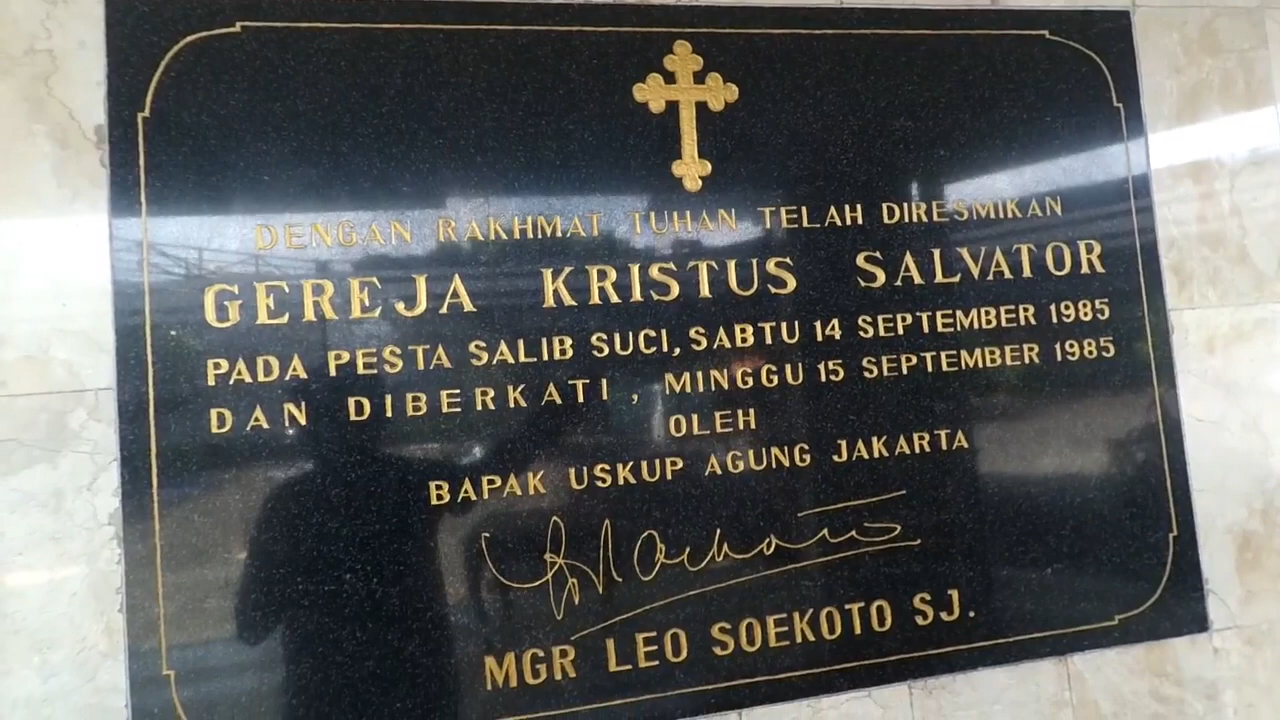 DENGAN RAKHMAT TUHAN TELAH DIRESMIKAN
GEREJA KRISTUS SALVATOR
PADA PESTA SALIB SUCI, SABTU 14 SEPTEMBER 1985
DAN DIBERKATI, MINGGU 15 SEPTEMBER 1985
OLEH
BAPAK USKUP AGUNG JAKARTA
MGR LEO SOEKOTO SJ.